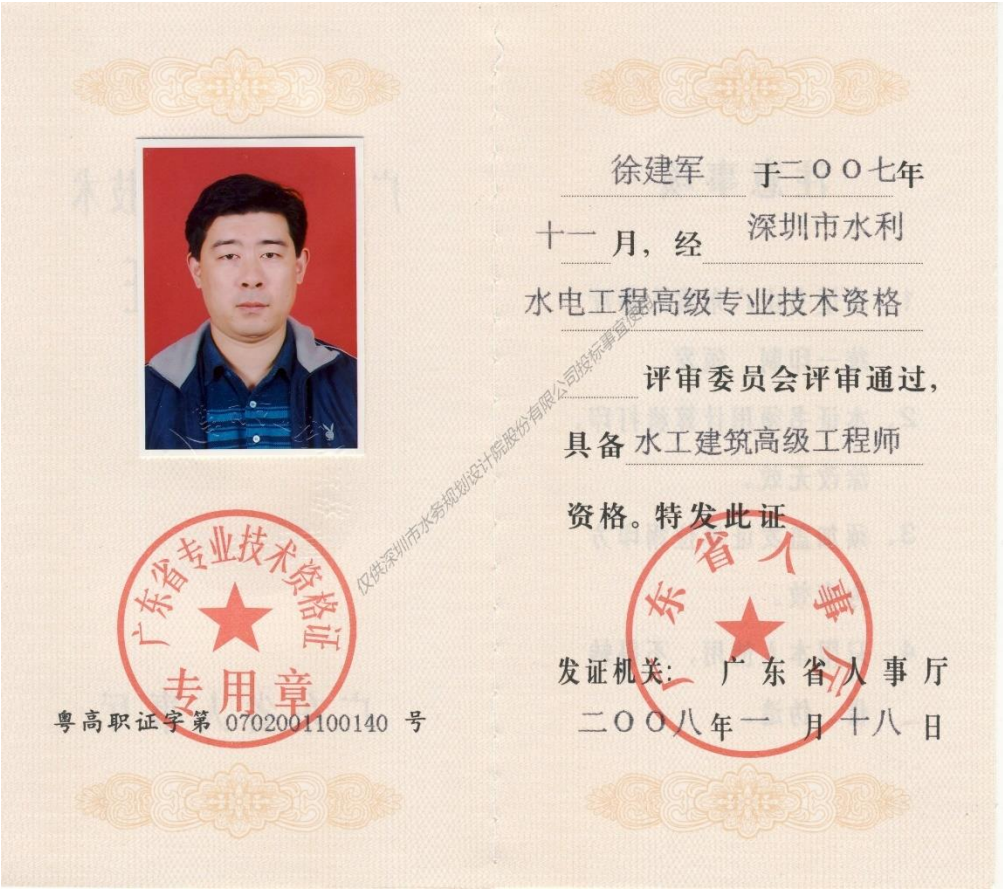 广东省专业技术资格证
专用章
粤高职证字第 0702001100140 号
徐建军 于二〇〇七年
十一月，经 深圳市水利
水电工程高级专业技术资格
评审委员会评审通过，
具备 水工建筑高级工程师
资格。特发此证
广东省人事厅
发证机关：广东省人事厅
二〇〇八年一月十八日
仅供深圳市水务规划设计院股份有限公司投标事宜使用